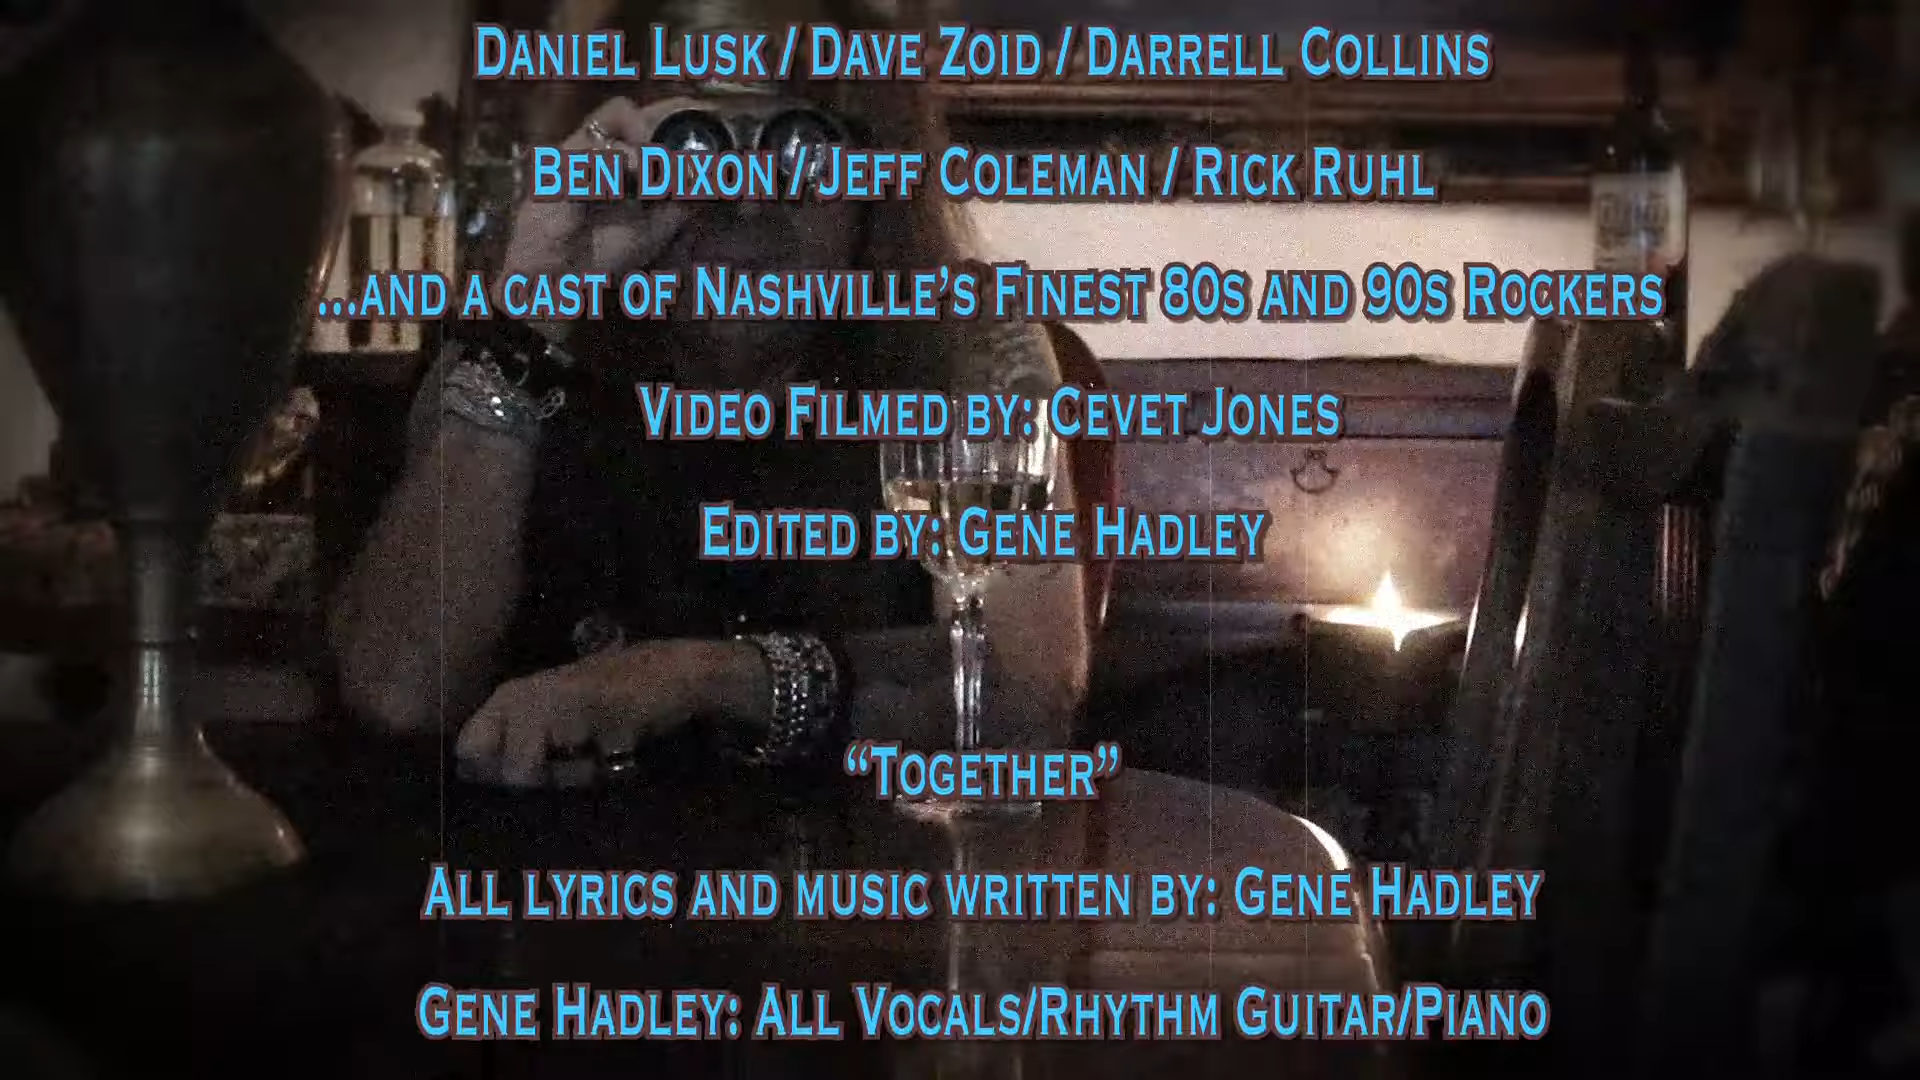 Daniel Lusk / Dave Zoid / Darrell Collins
Ben Dixon / Jeff Coleman / Rick Ruhl
...and a cast of Nashville’s Finest 80s and 90s Rockers
Video Filmed by: Cevet Jones
Edited by: Gene Hadley
“Together”
All lyrics and music written by: Gene Hadley
Gene Hadley: All Vocals/Rhythm Guitar/Piano